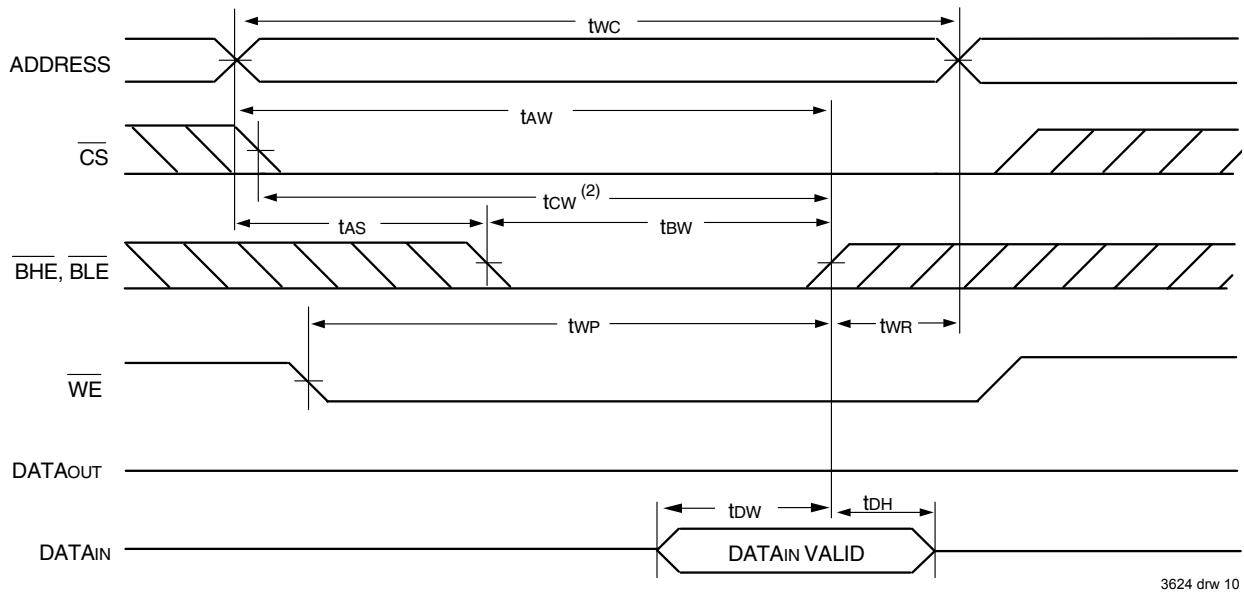 tWC
ADDRESS
tAW
CS
tCW (2)
tAS
tBW
BHE, BLE
tWP
tWR
WE
DATAOUT
tDW
tDH
DATAIN
DATAIN VALID
3624 drw 10